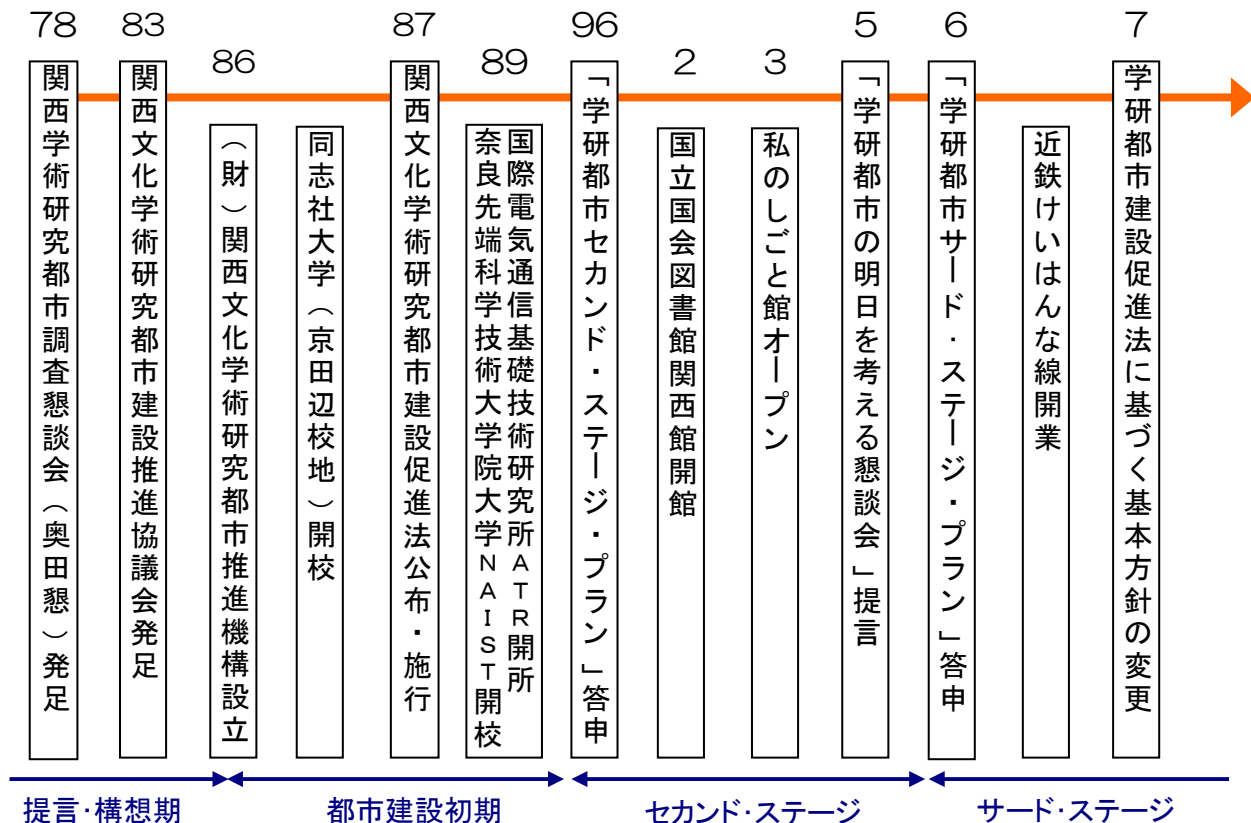 78
関西学術研究都市調査懇談会（奥田懇）発足
83
関西文化学術研究都市建設推進協議会発足
86
（財）関西文化学術研究都市推進機構設立
同志社大学（京田辺校地）開校
87
関西文化学術研究都市建設促進法公布・施行
89
国際電気通信基礎技術研究所ATR開所
奈良先端科学技術大学院大学NAIST開校
96
「学研都市セカンド・ステージ・プラン」答申
2
国立国会図書館関西館開館
3
私のしごと館オープン
5
「学研都市の明日を考える懇談会」提言
6
「学研都市サード・ステージ・プラン」答申
近鉄けいはんな線開業
7
学研都市建設促進法に基づく基本方針の変更
提言・構想期
都市建設初期
セカンド・ステージ
サード・ステージ